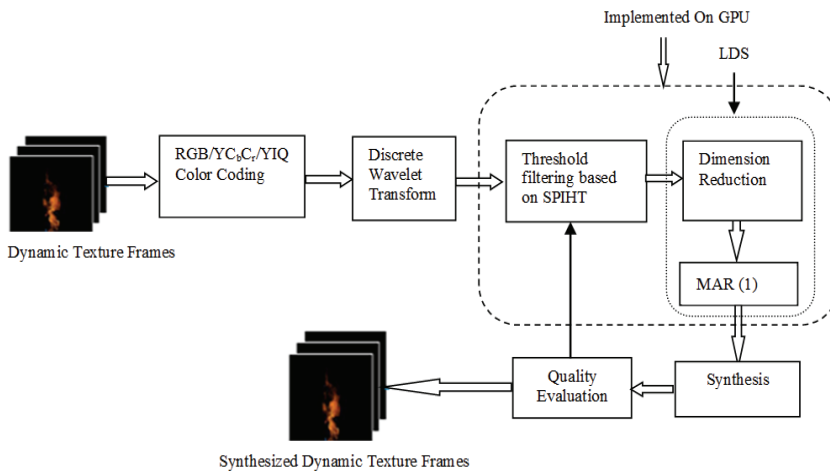 Implemented On GPU
LDS
RGB/YCbCr/YIQ
Color Coding
Discrete
Wavelet
Transform
Threshold
filtering based
on SPIHT
Dimension
Reduction
Dynamic Texture Frames
MAR (1)
Quality
Evaluation
Synthesis
Synthesized Dynamic Texture Frames